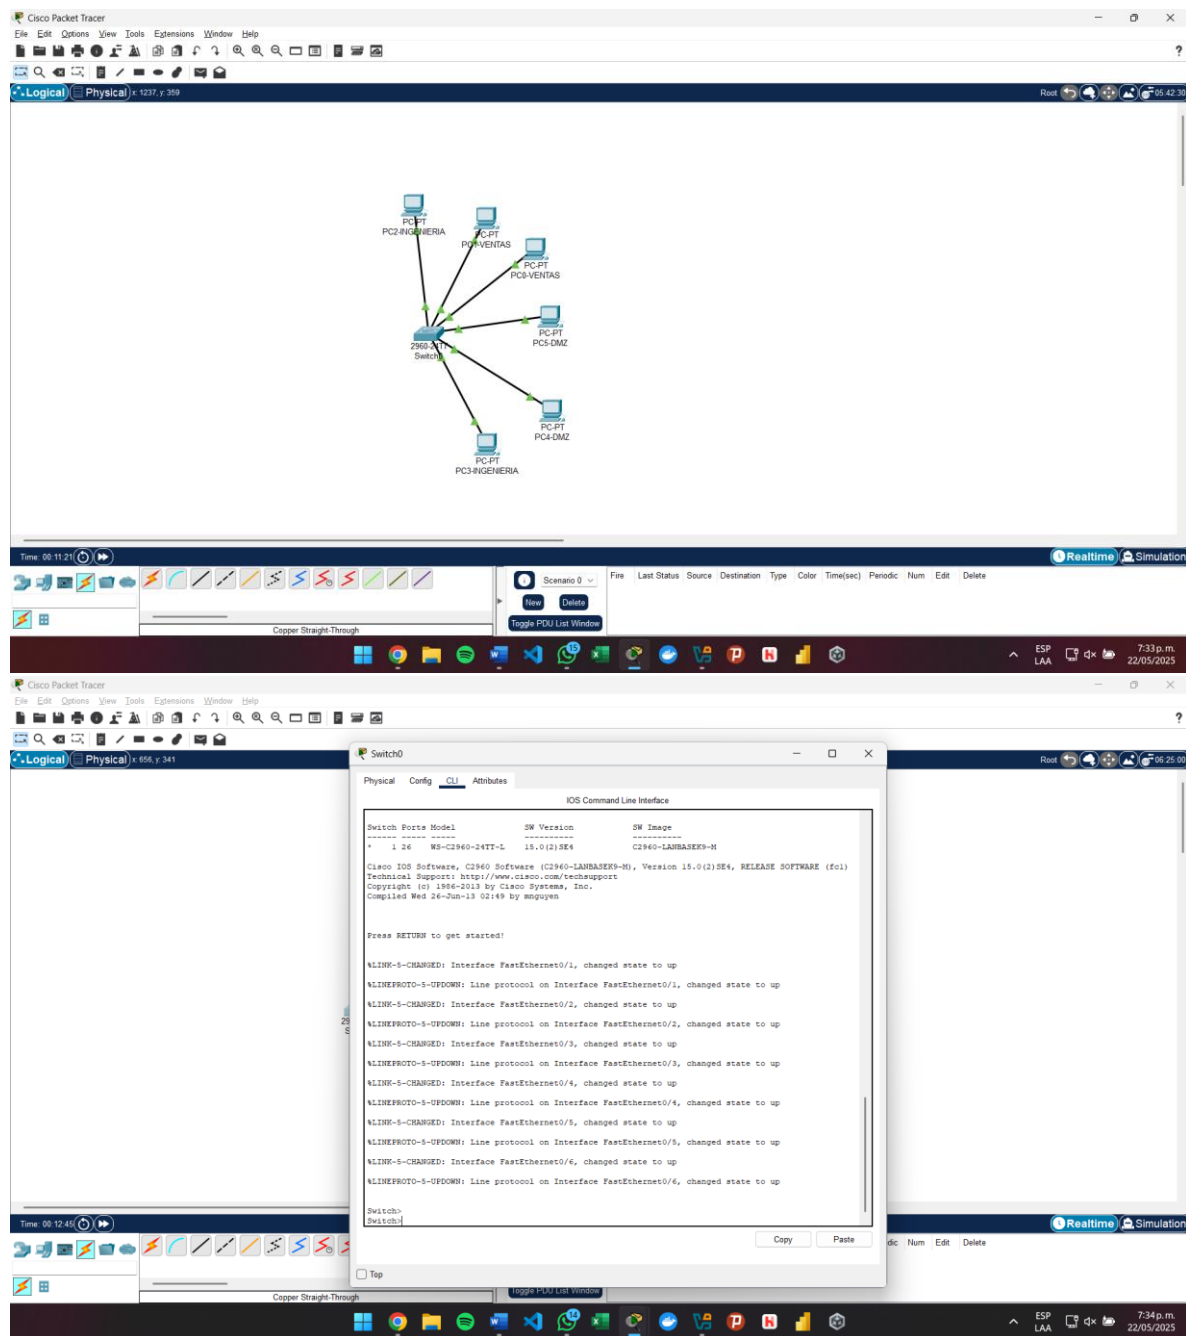 Cisco Packet Tracer
File Edit Options View Tools Extensions Window Help
?
Logical Physical x: 1237, y: 359 Root 05:42:30
PC-PT
PC2-INGENIERIA
PC-PT
PC1-VENTAS
PC-PT
PC0-VENTAS
PC-PT
PC5-DMZ
2960-24TT
Switch0
PC-PT
PC4-DMZ
PC-PT
PC3-INGENIERIA
Time: 00:11:21 Realtime Simulation
Scenario 0 Fire Last Status Source Destination Type Color Time(sec) Periodic Num Edit Delete
New Delete
Toggle PDU List Window
Copper Straight-Through
15
ESP
LAA
7:33 p. m.
22/05/2025
Cisco Packet Tracer
File Edit Options View Tools Extensions Window Help
?
Logical Physical x: 656, y: 341 Root 06:25:00
Switch0
Physical Config CLI Attributes
IOS Command Line Interface
Switch Ports Model SW Version SW Image
------ ----- ----- ---------- ----------
* 1 26 WS-C2960-24TT-L 15.0(2)SE4 C2960-LANBASEK9-M
Cisco IOS Software, C2960 Software (C2960-LANBASEK9-M), Version 15.0(2)SE4, RELEASE SOFTWARE (fc1)
Technical Support: http://www.cisco.com/techsupport
Copyright (c) 1986-2013 by Cisco Systems, Inc.
Compiled Wed 26-Jun-13 02:49 by mnguyen
Press RETURN to get started!
%LINK-5-CHANGED: Interface FastEthernet0/1, changed state to up
%LINEPROTO-5-UPDOWN: Line protocol on Interface FastEthernet0/1, changed state to up
%LINK-5-CHANGED: Interface FastEthernet0/2, changed state to up
%LINEPROTO-5-UPDOWN: Line protocol on Interface FastEthernet0/2, changed state to up
%LINK-5-CHANGED: Interface FastEthernet0/3, changed state to up
%LINEPROTO-5-UPDOWN: Line protocol on Interface FastEthernet0/3, changed state to up
%LINK-5-CHANGED: Interface FastEthernet0/4, changed state to up
%LINEPROTO-5-UPDOWN: Line protocol on Interface FastEthernet0/4, changed state to up
%LINK-5-CHANGED: Interface FastEthernet0/5, changed state to up
%LINEPROTO-5-UPDOWN: Line protocol on Interface FastEthernet0/5, changed state to up
%LINK-5-CHANGED: Interface FastEthernet0/6, changed state to up
%LINEPROTO-5-UPDOWN: Line protocol on Interface FastEthernet0/6, changed state to up
Switch>
Switch>
Copy Paste
Top
29
S
Time: 00:12:45 Realtime Simulation
dic Num Edit Delete
Toggle PDU List Window
Copper Straight-Through
14
ESP
LAA
7:34 p. m.
22/05/2025